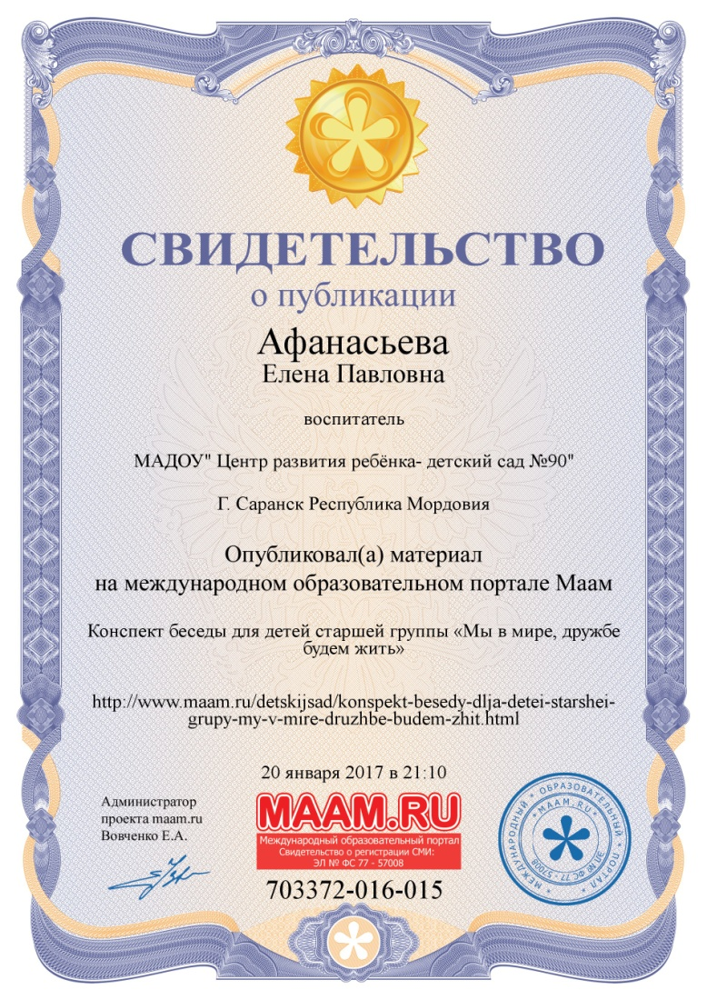 СВИДЕТЕЛЬСТВО
о публикации
Афанасьева
Елена Павловна
воспитатель
МАДОУ" Центр развития ребёнка- детский сад №90"
Г. Саранск Республика Мордовия
Опубликовал(а) материал
на международном образовательном портале Маам
Конспект беседы для детей старшей группы «Мы в мире, дружбе
будем жить»
http://www.maam.ru/detskijsad/konspekt-besedy-dlja-detei-starshei-
grupy-my-v-mire-druzhbe-budem-zhit.html
20 января 2017 в 21:10
Администратор
проекта maam.ru
Вовченко Е.А.
MAAM.RU
Международный образовательный портал
Свидетельство о регистрации СМИ:
ЭЛ № ФС 77 - 57008
703372-016-015
МЕЖДУНАРОДНЫЙ * ОБРАЗОВАТЕЛЬНЫЙ * ПОРТАЛ *
* MAAM.RU *
ЭЛ № ФС 77 - 57008